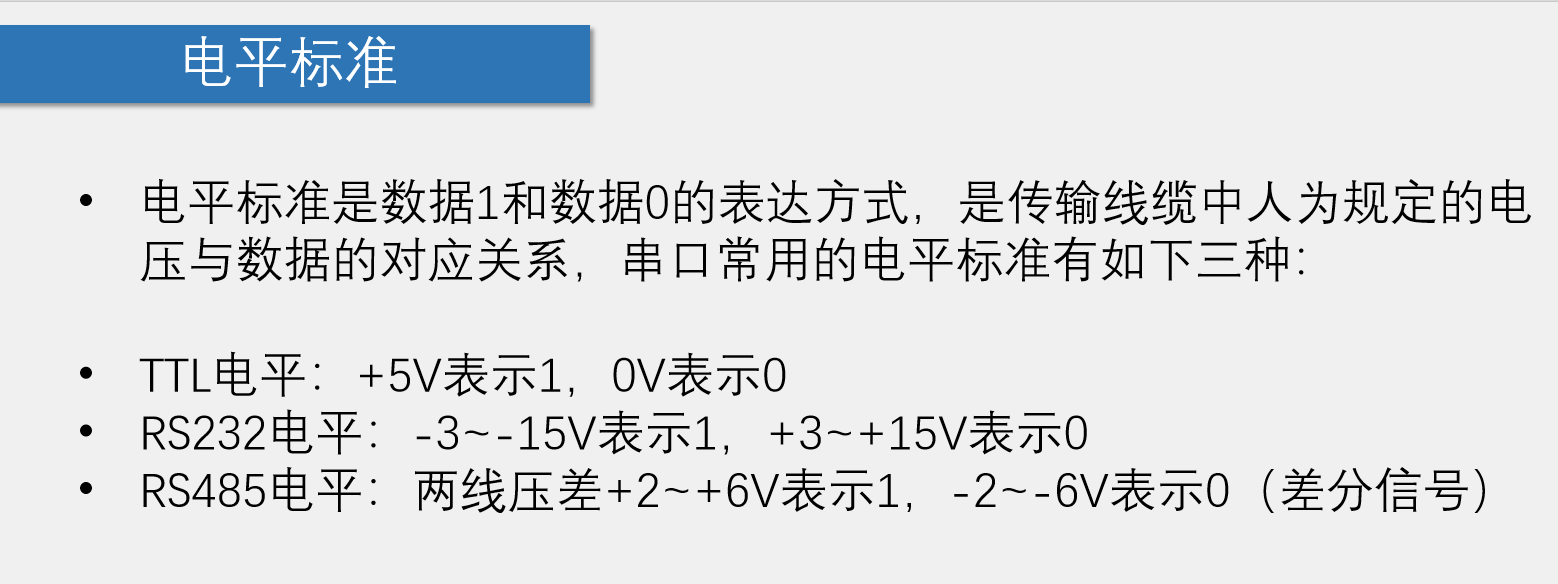 电平标准
• 电平标准是数据1和数据0的表达方式，是传输线缆中人为规定的电
压与数据的对应关系，串口常用的电平标准有如下三种：
• TTL电平：+5V表示1，0V表示0
• RS232电平：-3~-15V表示1，+3~+15V表示0
• RS485电平：两线压差+2~+6V表示1，-2~-6V表示0（差分信号）